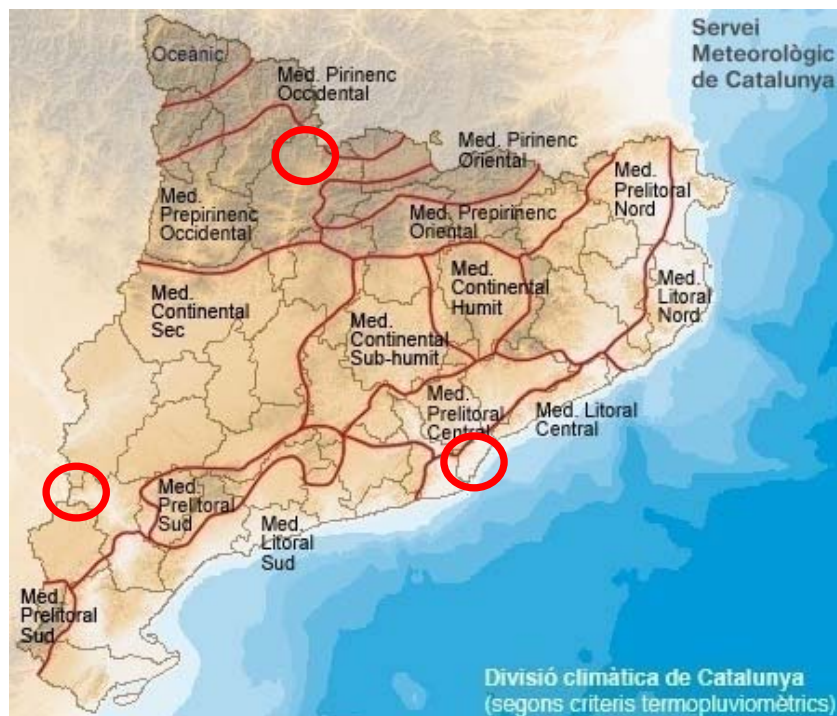 Servei
Meteorològic
de Catalunya
Oceànic
Med. Pirinenc
Occidental
Med. Pirinenc
Oriental
Med.
Prelitoral
Nord
Med.
Prepirinenc
Occidental
Med. Prepirinenc
Oriental
Med.
Continental
Humit
Med.
Litoral
Nord
Med.
Continental
Sec
Med.
Continental
Sub-humit
Med.
Prelitoral
Central
Med. Litoral
Central
Med.
Prelitoral
Sud
Med.
Litoral
Sud
Med.
Prelitoral
Sud
Divisió climàtica de Catalunya
(segons criteris termopluviomètrics)